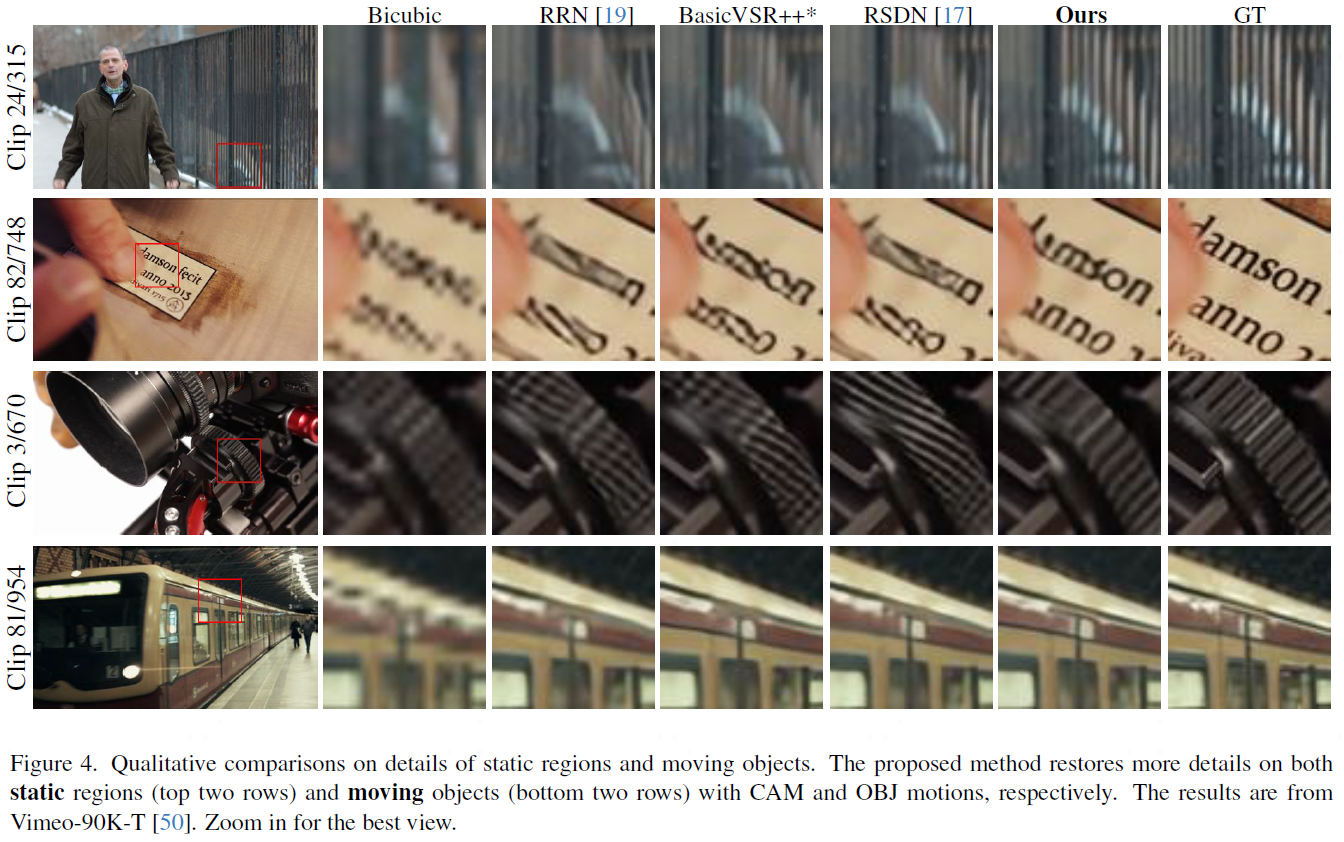 Bicubic RRN [19] BasicVSR++* RSDN [17] Ours GT
Clip 24/315
Clip 82/748
damson fecit
anno 2013
damson
anno
Clip 3/670
Clip 81/954
Figure 4. Qualitative comparisons on details of static regions and moving objects. The proposed method restores more details on both
static regions (top two rows) and moving objects (bottom two rows) with CAM and OBJ motions, respectively. The results are from
Vimeo-90K-T [50]. Zoom in for the best view.